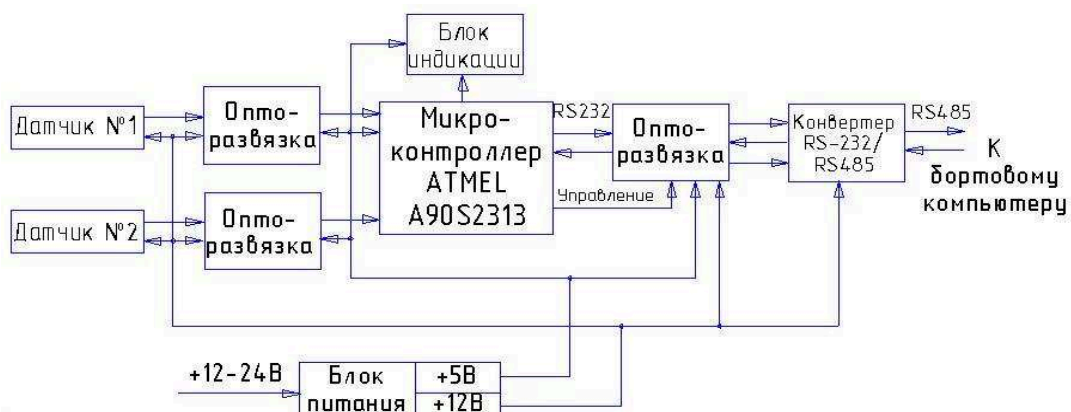 Блок
индикации
Датчик №1
Опто-
развязка
Микро-
контроллер
ATMEL
A90S2313
RS232
Опто-
развязка
Управление
Конвертер
RS-232/
RS485
RS485
К
бортовому
компьютеру
Датчик №2
Опто-
развязка
+12-24В
Блок
питания
+5В
+12В